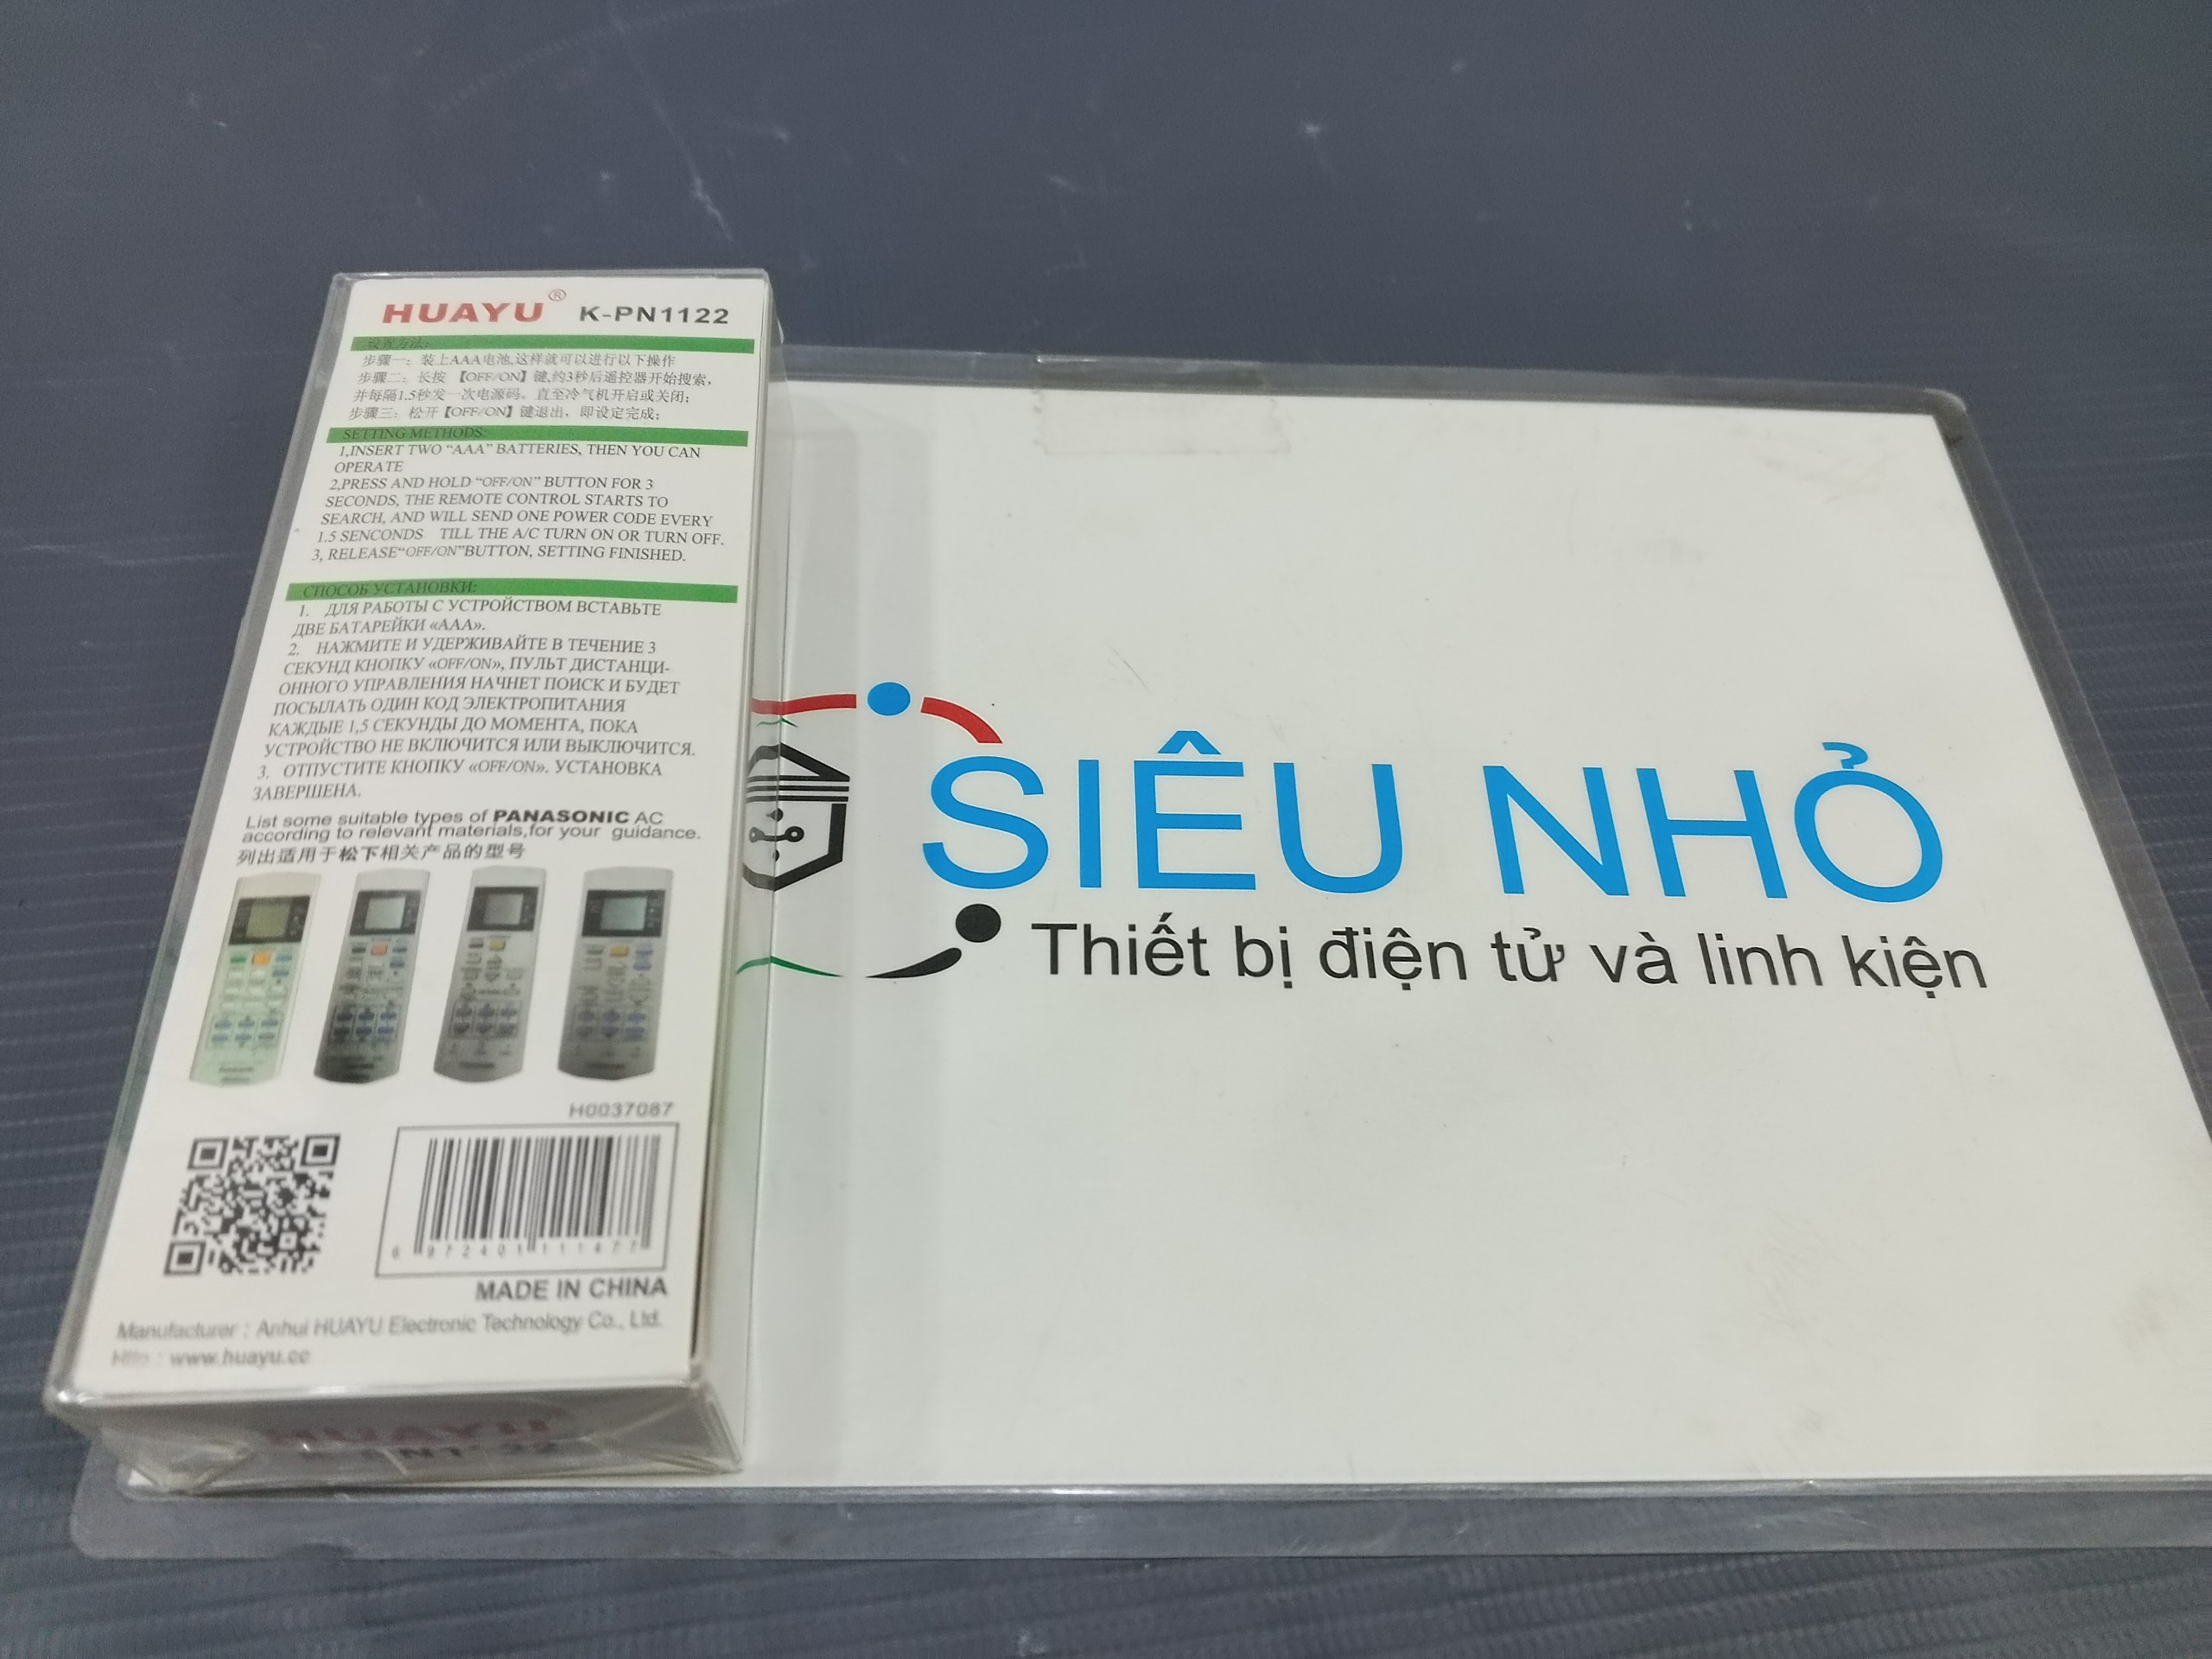 HUAYU® K-PN1122
设置方法:
步骤一: 装上AAA电池,这样就可以进行以下操作
步骤二: 长按 【OFF/ON】 键,约3秒后遥控器开始搜索,
并每隔1.5秒发一次电源码。直至冷气机开启或关闭;
步骤三: 松开【OFF/ON】键退出, 即设定完成;
SETTING METHODS:
1,INSERT TWO “AAA” BATTERIES, THEN YOU CAN
OPERATE
2,PRESS AND HOLD “OFF/ON” BUTTON FOR 3
SECONDS, THE REMOTE CONTROL STARTS TO
SEARCH, AND WILL SEND ONE POWER CODE EVERY
1.5 SENCONDS TILL THE A/C TURN ON OR TURN OFF.
3, RELEASE“OFF/ON”BUTTON, SETTING FINISHED.
СПОСОБ УСТАНОВКИ:
1. ДЛЯ РАБОТЫ С УСТРОЙСТВОМ ВСТАВЬТЕ
ДВЕ БАТАРЕЙКИ «AAA».
2. НАЖМИТЕ И УДЕРЖИВАЙТЕ В ТЕЧЕНИЕ 3
СЕКУНД КНОПКУ «OFF/ON», ПУЛЬТ ДИСТАНЦИ-
ОННОГО УПРАВЛЕНИЯ НАЧНЕТ ПОИСК И БУДЕТ
ПОСЫЛАТЬ ОДИН КОД ЭЛЕКТРОПИТАНИЯ
КАЖДЫЕ 1,5 СЕКУНДЫ ДО МОМЕНТА, ПОКА
УСТРОЙСТВО НЕ ВКЛЮЧИТСЯ ИЛИ ВЫКЛЮЧИТСЯ.
3. ОТПУСТИТЕ КНОПКУ «OFF/ON». УСТАНОВКА
ЗАВЕРШЕНА.
List some suitable types of PANASONIC AC
according to relevant materials,for your guidance.
列出适用于松下相关产品的型号
H0037087
6 972401 111477
MADE IN CHINA
Manufacturer : Anhui HUAYU Electronic Technology Co., Ltd.
Http : www.huayu.cc
HUAYU
SIÊU NHỎ
Thiết bị điện tử và linh kiện